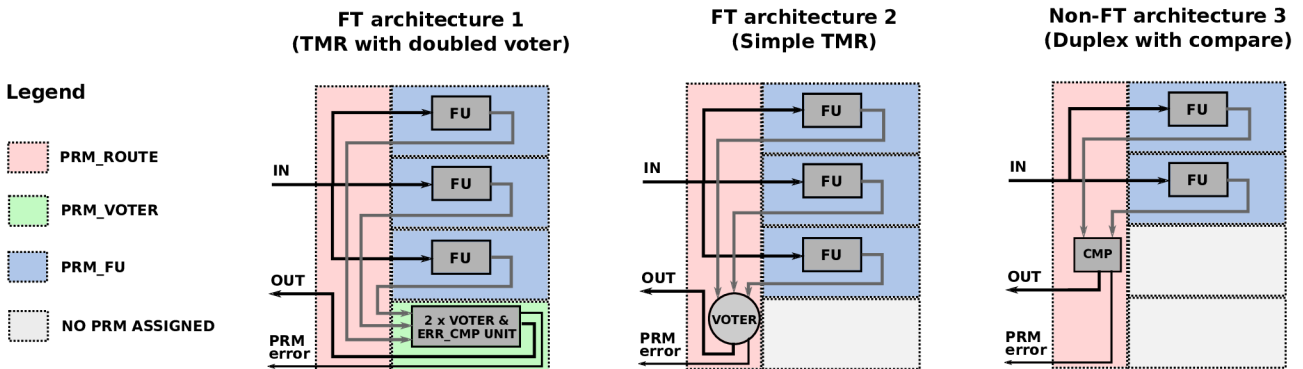 FT architecture 1
(TMR with doubled voter)
FT architecture 2
(Simple TMR)
Non-FT architecture 3
(Duplex with compare)
Legend
PRM_ROUTE
PRM_VOTER
PRM_FU
NO PRM ASSIGNED
IN
FU
FU
FU
OUT
2 x VOTER &
ERR_CMP UNIT
PRM
error
IN
FU
FU
FU
OUT
VOTER
PRM
error
IN
FU
FU
CMP
OUT
PRM
error